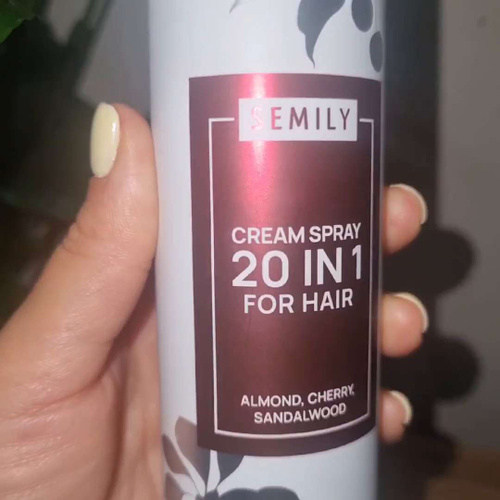 SEMILY
CREAM SPRAY
20 IN 1
FOR HAIR
ALMOND, CHERRY,
SANDALWOOD